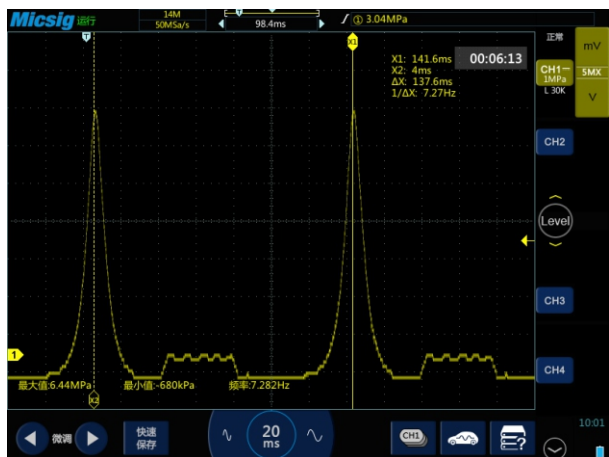 Micsig 运行
14M
50MSa/s
T
98.4ms
① 3.04MPa
正常
mV
CH1
1MPa
5MX
L 30K
V
T
X1
X1: 141.6ms
X2: 4ms
ΔX: 137.6ms
1/ΔX: 7.27Hz
00:06:13
CH2
Level
CH3
1
CH4
最大值:6.44MPa
最小值:-680kPa
频率:7.282Hz
X2
微调
快速
保存
20
ms
CH1
?
10:01